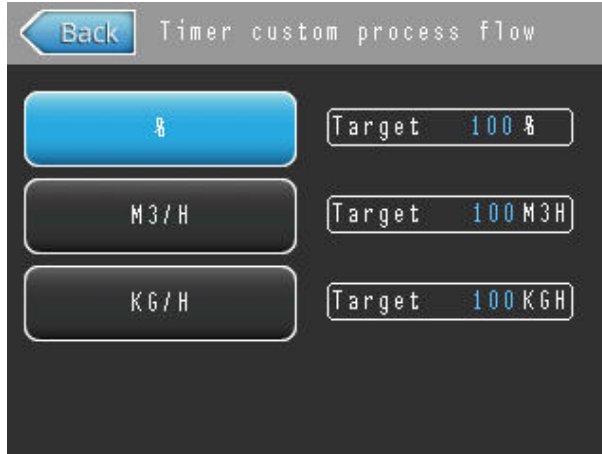 Back Timer custom process flow
% Target 100 %
M3/H Target 100 M3H
KG/H Target 100 KGH